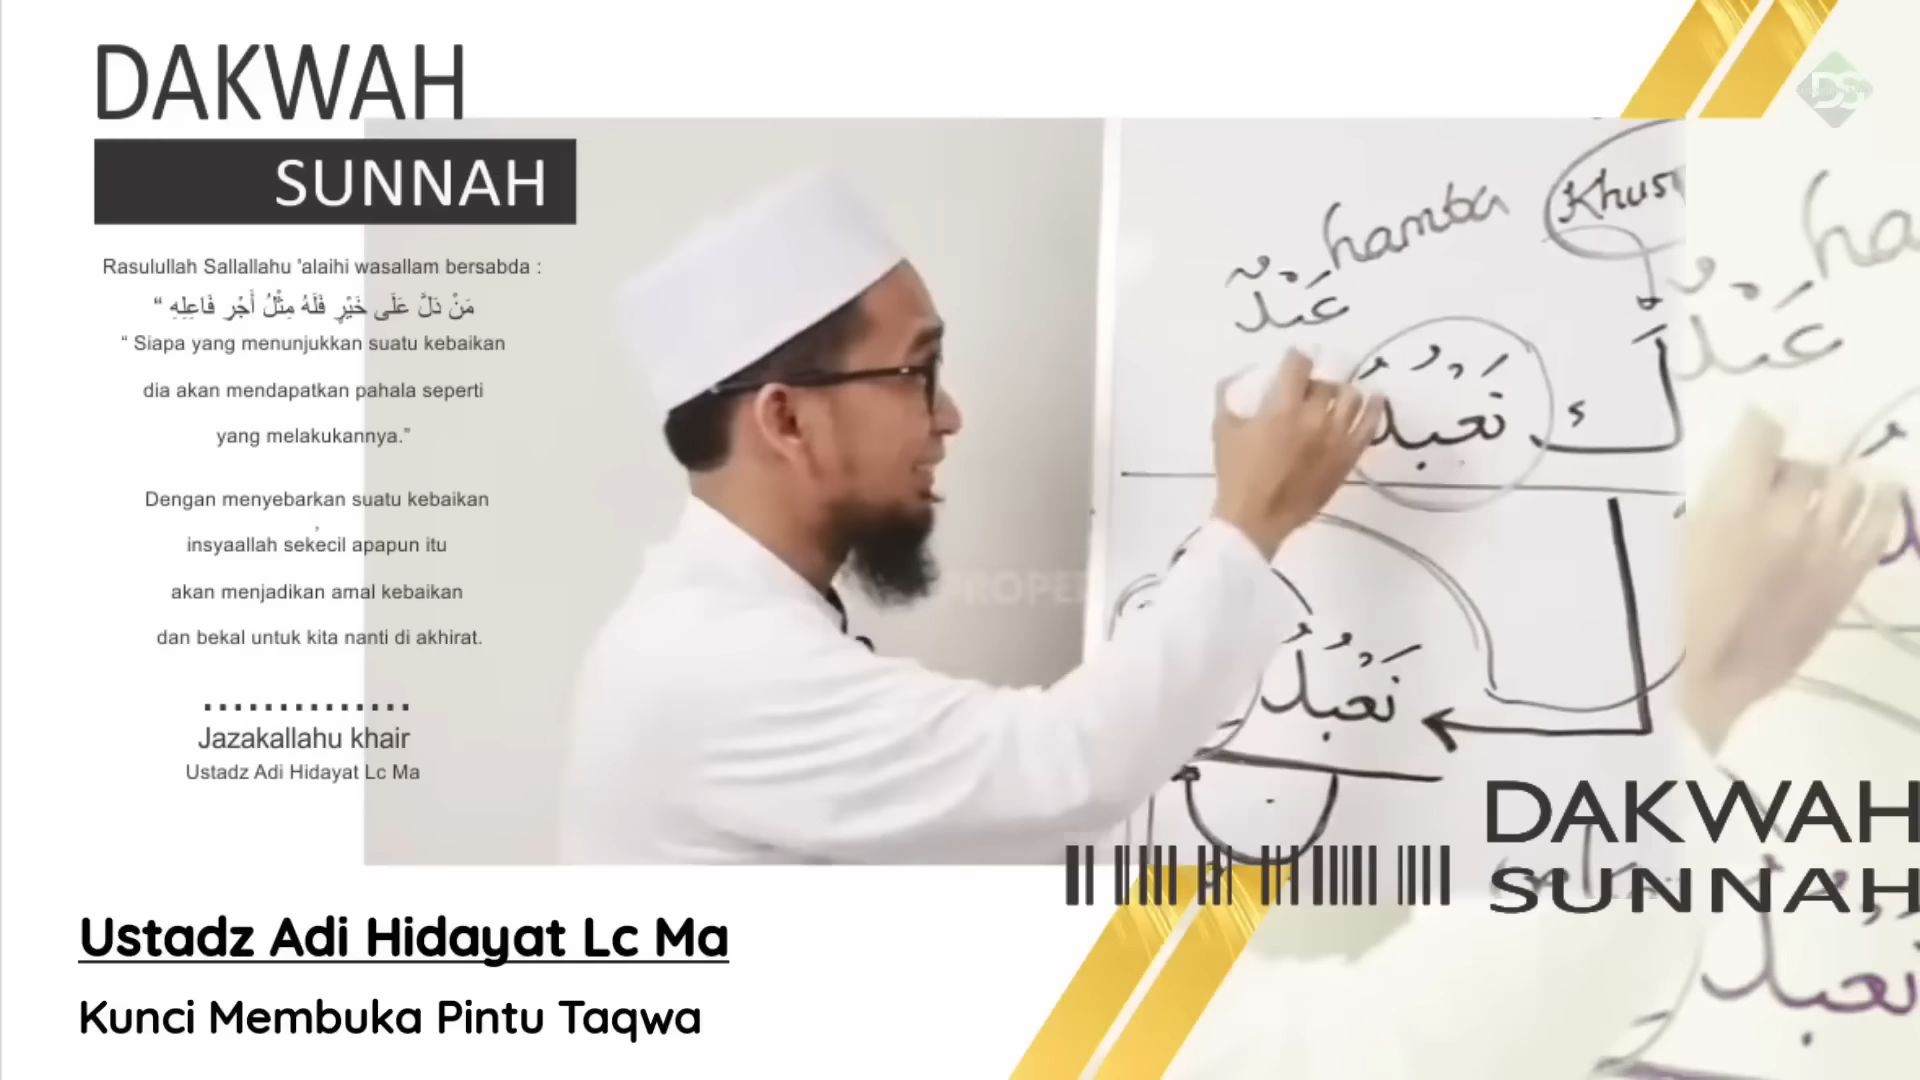 DAKWAH
SUNNAH
Rasulullah Sallallahu 'alaihi wasallam bersabda :
مَنْ دَلَّ عَلَى خَيْرٍ فَلَهُ مِثْلُ أَجْرِ فَاعِلِهِ “
“ Siapa yang menunjukkan suatu kebaikan
dia akan mendapatkan pahala seperti
yang melakukannya.”
Dengan menyebarkan suatu kebaikan
insyaallah sekecil apapun itu
akan menjadikan amal kebaikan
dan bekal untuk kita nanti di akhirat.
Jazakallahu khair
Ustadz Adi Hidayat Lc Ma
hamba
عَبْدٌ
نَعْبُدُ
نَعْبُدُ
DS
DAKWAH
SUNNAH
Ustadz Adi Hidayat Lc Ma
Kunci Membuka Pintu Taqwa